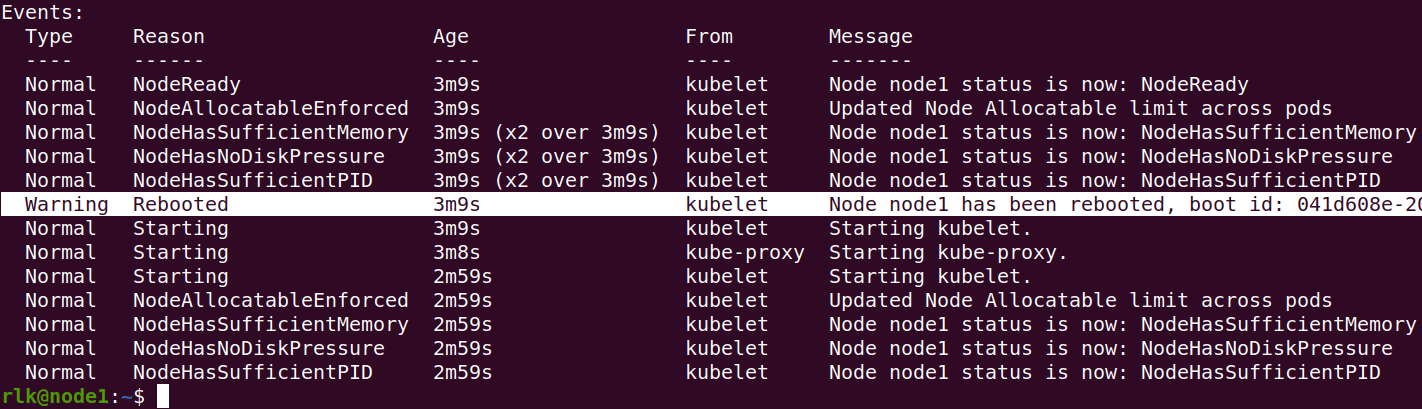 Events:
  Type     Reason                   Age                  From        Message
  ----     ------                   ----                 ----        -------
  Normal   NodeReady                3m9s                 kubelet     Node node1 status is now: NodeReady
  Normal   NodeAllocatableEnforced  3m9s                 kubelet     Updated Node Allocatable limit across pods
  Normal   NodeHasSufficientMemory  3m9s (x2 over 3m9s)  kubelet     Node node1 status is now: NodeHasSufficientMemory
  Normal   NodeHasNoDiskPressure    3m9s (x2 over 3m9s)  kubelet     Node node1 status is now: NodeHasNoDiskPressure
  Normal   NodeHasSufficientPID     3m9s (x2 over 3m9s)  kubelet     Node node1 status is now: NodeHasSufficientPID
  Warning  Rebooted                 3m9s                 kubelet     Node node1 has been rebooted, boot id: 041d608e-20
  Normal   Starting                 3m9s                 kubelet     Starting kubelet.
  Normal   Starting                 3m8s                 kube-proxy  Starting kube-proxy.
  Normal   Starting                 2m59s                kubelet     Starting kubelet.
  Normal   NodeAllocatableEnforced  2m59s                kubelet     Updated Node Allocatable limit across pods
  Normal   NodeHasSufficientMemory  2m59s                kubelet     Node node1 status is now: NodeHasSufficientMemory
  Normal   NodeHasNoDiskPressure    2m59s                kubelet     Node node1 status is now: NodeHasNoDiskPressure
  Normal   NodeHasSufficientPID     2m59s                kubelet     Node node1 status is now: NodeHasSufficientPID
rlk@node1:~$